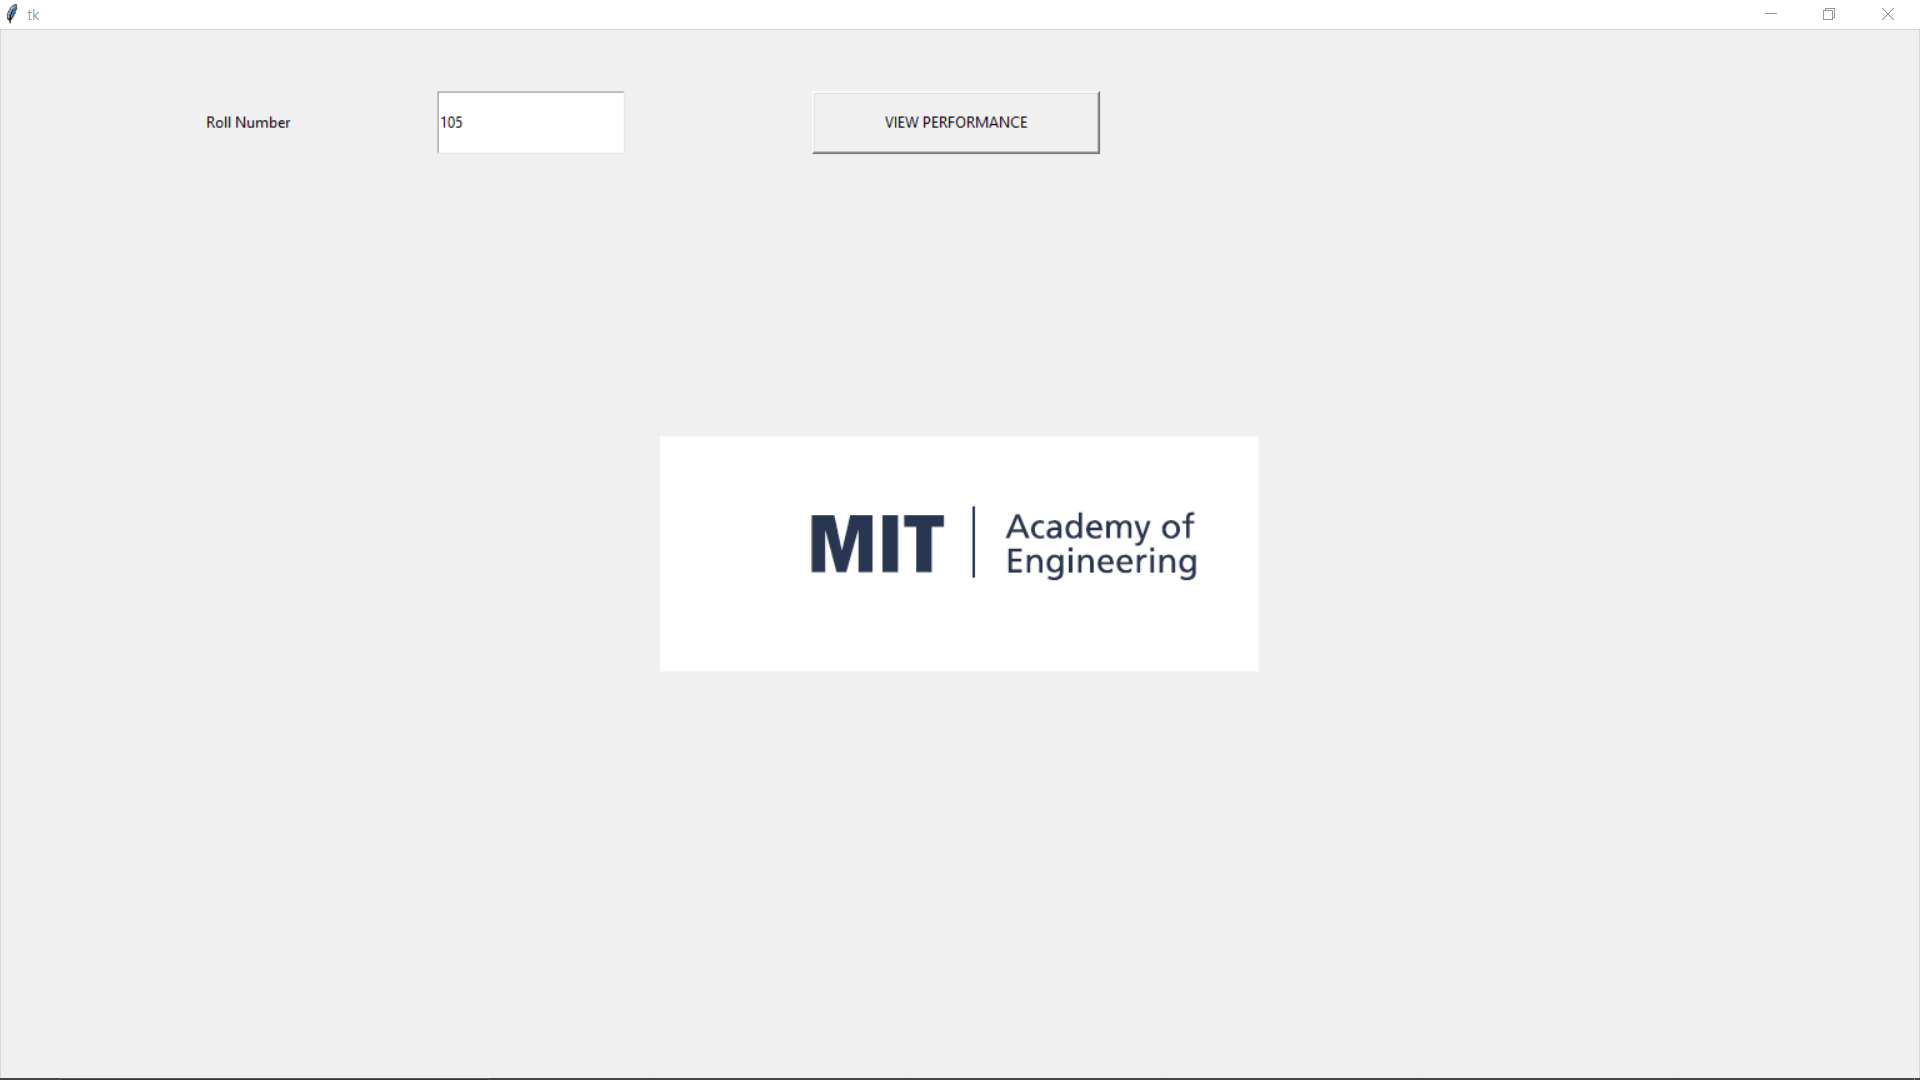 tk
Roll Number
105
VIEW PERFORMANCE
MIT
Academy of
Engineering